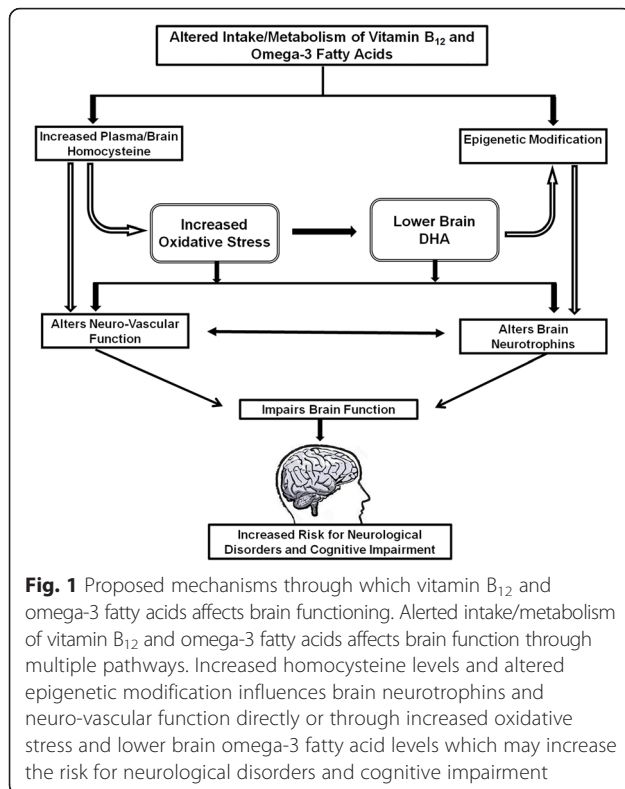 Altered Intake/Metabolism of Vitamin B₁₂ and
Omega-3 Fatty Acids
Increased Plasma/Brain
Homocysteine
Epigenetic Modification
Increased
Oxidative Stress
Lower Brain
DHA
Alters Neuro-Vascular
Function
Alters Brain
Neurotrophins
Impairs Brain Function
Increased Risk for Neurological
Disorders and Cognitive Impairment
Fig. 1 Proposed mechanisms through which vitamin B₁₂ and
omega-3 fatty acids affects brain functioning. Alerted intake/metabolism
of vitamin B₁₂ and omega-3 fatty acids affects brain function through
multiple pathways. Increased homocysteine levels and altered
epigenetic modification influences brain neurotrophins and
neuro-vascular function directly or through increased oxidative
stress and lower brain omega-3 fatty acid levels which may increase
the risk for neurological disorders and cognitive impairment